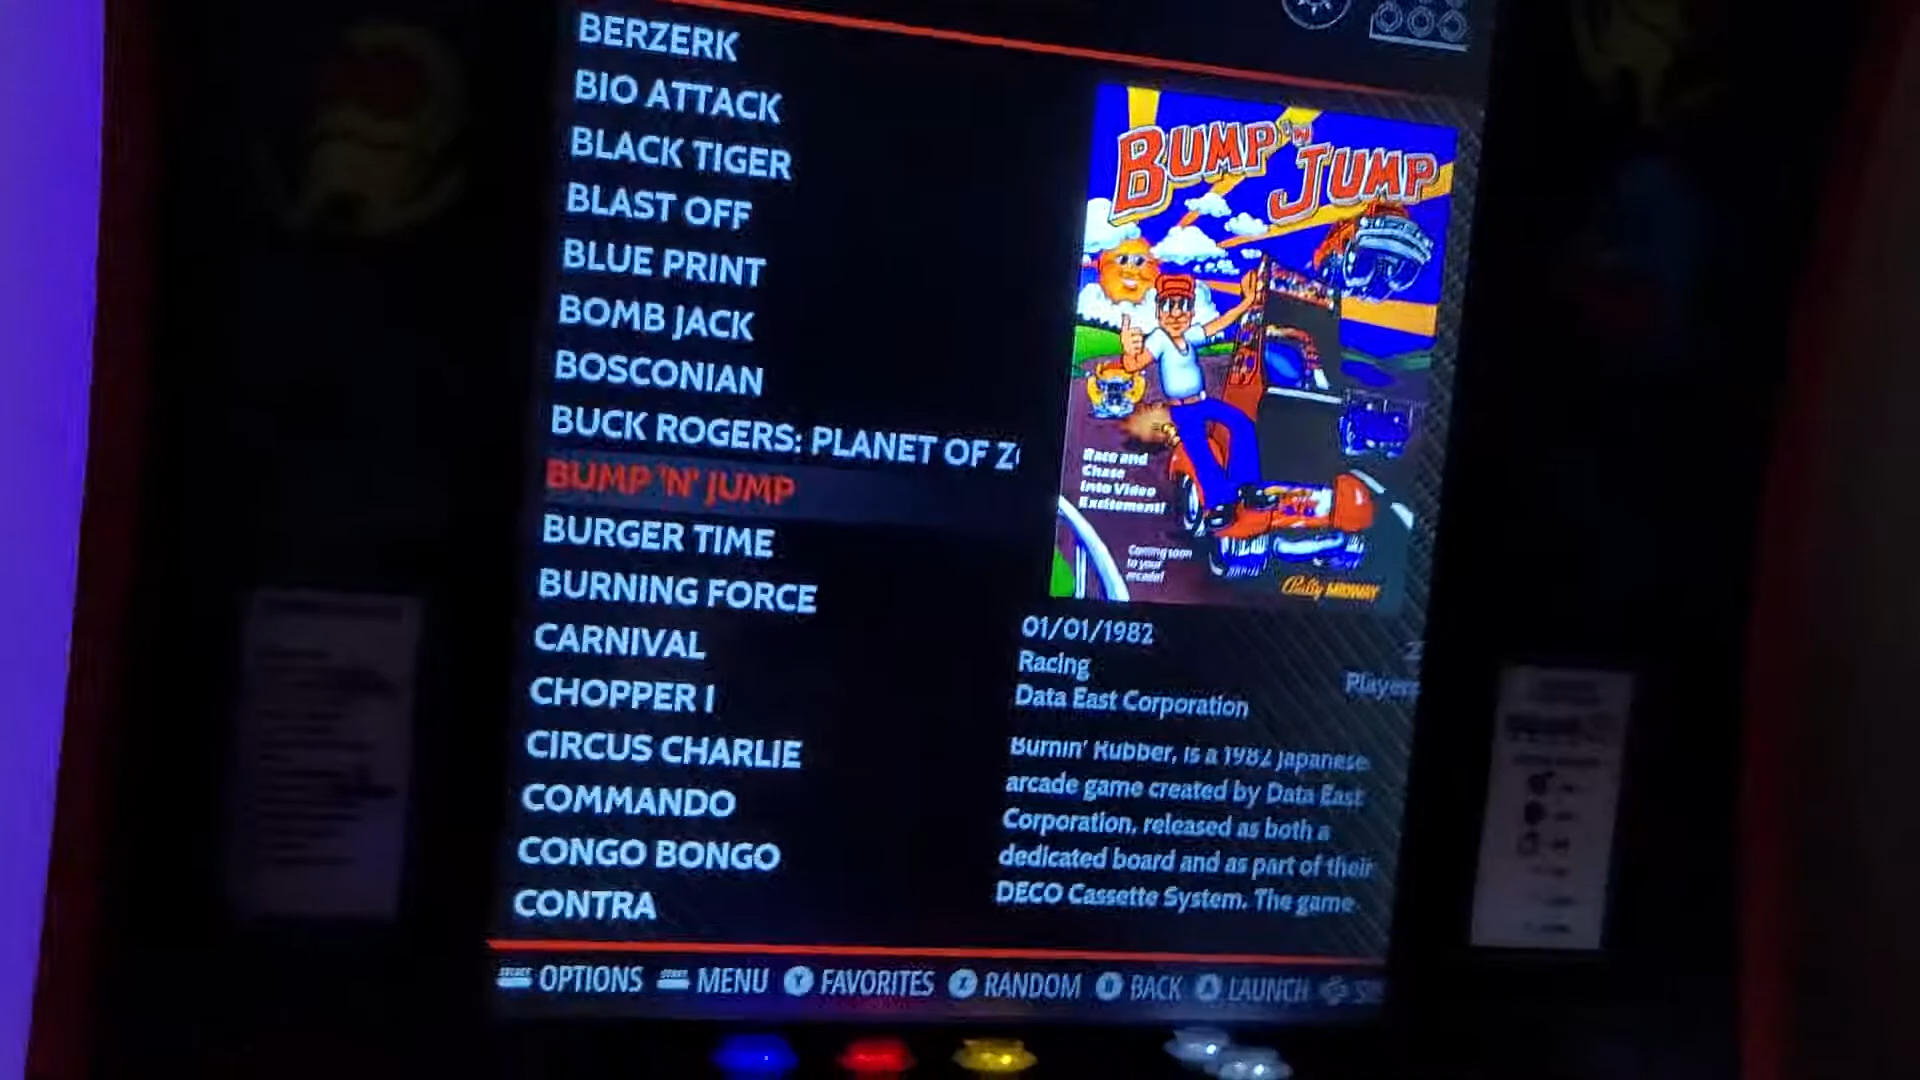 BERZERK
BIO ATTACK
BLACK TIGER
BLAST OFF
BLUE PRINT
BOMB JACK
BOSCONIAN
BUCK ROGERS: PLANET OF Z
BUMP 'N' JUMP
BURGER TIME
BURNING FORCE
CARNIVAL
CHOPPER I
CIRCUS CHARLIE
COMMANDO
CONGO BONGO
CONTRA
BUMP 'N JUMP
Race and
Chase
Into Video
Excitement!
Coming soon
to your
arcade!
Bally MIDWAY
01/01/1982
Racing
Players
Data East Corporation
Burnin' Rubber, is a 1982 Japanese
arcade game created by Data East
Corporation, released as both a
dedicated board and as part of their
DECO Cassette System. The game
SELECT OPTIONS START MENU Y FAVORITES Z RANDOM B BACK A LAUNCH